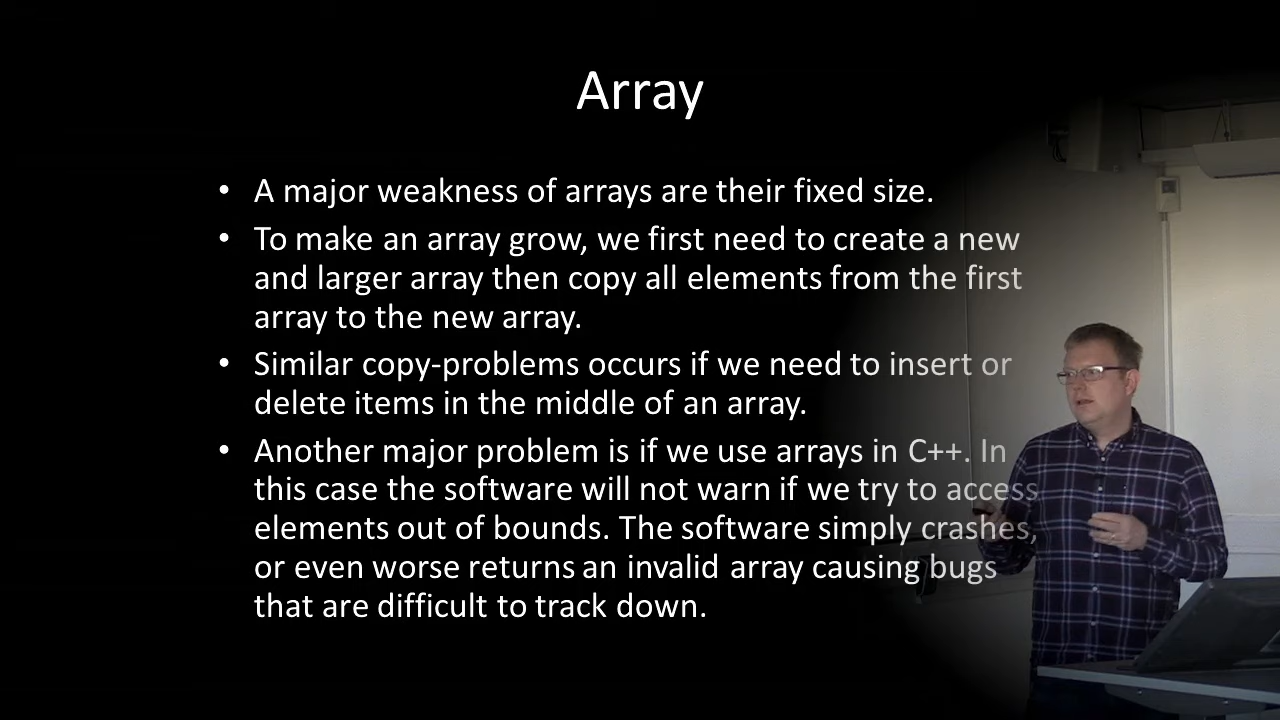 Array
• A major weakness of arrays are their fixed size.
• To make an array grow, we first need to create a new
and larger array then copy all elements from the first
array to the new array.
• Similar copy-problems occurs if we need to insert or
delete items in the middle of an array.
• Another major problem is if we use arrays in C++. In
this case the software will not warn if we try to access
elements out of bounds. The software simply crashes,
or even worse returns an invalid array causing bugs
that are difficult to track down.